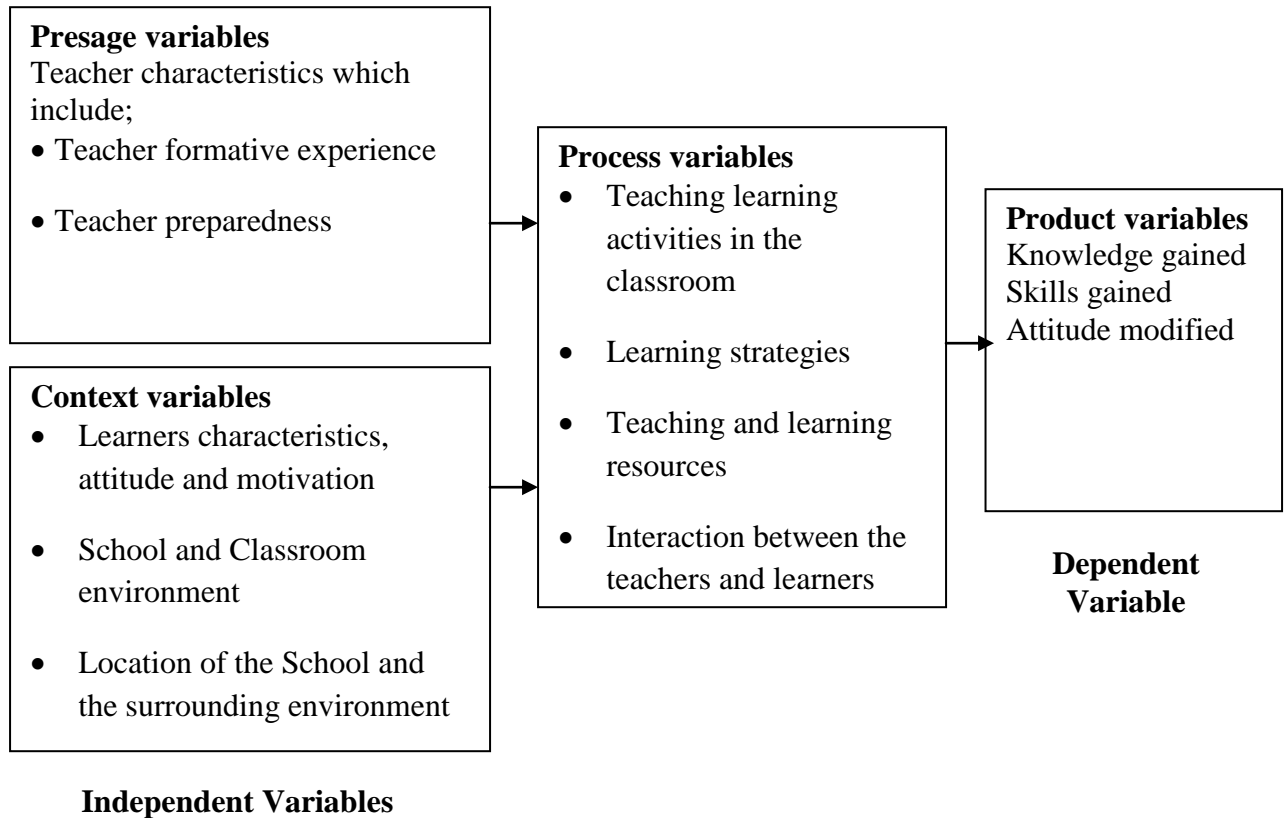 Presage variables
Teacher characteristics which
include;
• Teacher formative experience
• Teacher preparedness
Context variables
• Learners characteristics,
attitude and motivation
• School and Classroom
environment
• Location of the School and
the surrounding environment
Independent Variables
Process variables
• Teaching learning
activities in the
classroom
• Learning strategies
• Teaching and learning
resources
• Interaction between the
teachers and learners
Product variables
Knowledge gained
Skills gained
Attitude modified
Dependent
Variable